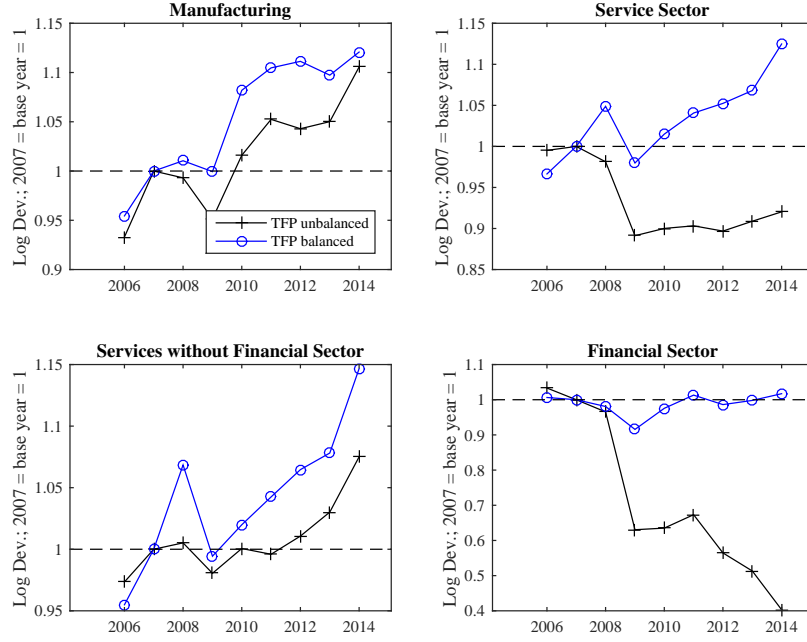 Manufacturing
Log Dev.; 2007 = base year = 1
1.15
1.1
1.05
1
0.95
0.9
2006 2008 2010 2012 2014
TFP unbalanced
TFP balanced
Service Sector
Log Dev.; 2007 = base year = 1
1.15
1.1
1.05
1
0.95
0.9
0.85
2006 2008 2010 2012 2014
Services without Financial Sector
Log Dev.; 2007 = base year = 1
1.15
1.1
1.05
1
0.95
2006 2008 2010 2012 2014
Financial Sector
Log Dev.; 2007 = base year = 1
1.1
1
0.9
0.8
0.7
0.6
0.5
0.4
2006 2008 2010 2012 2014